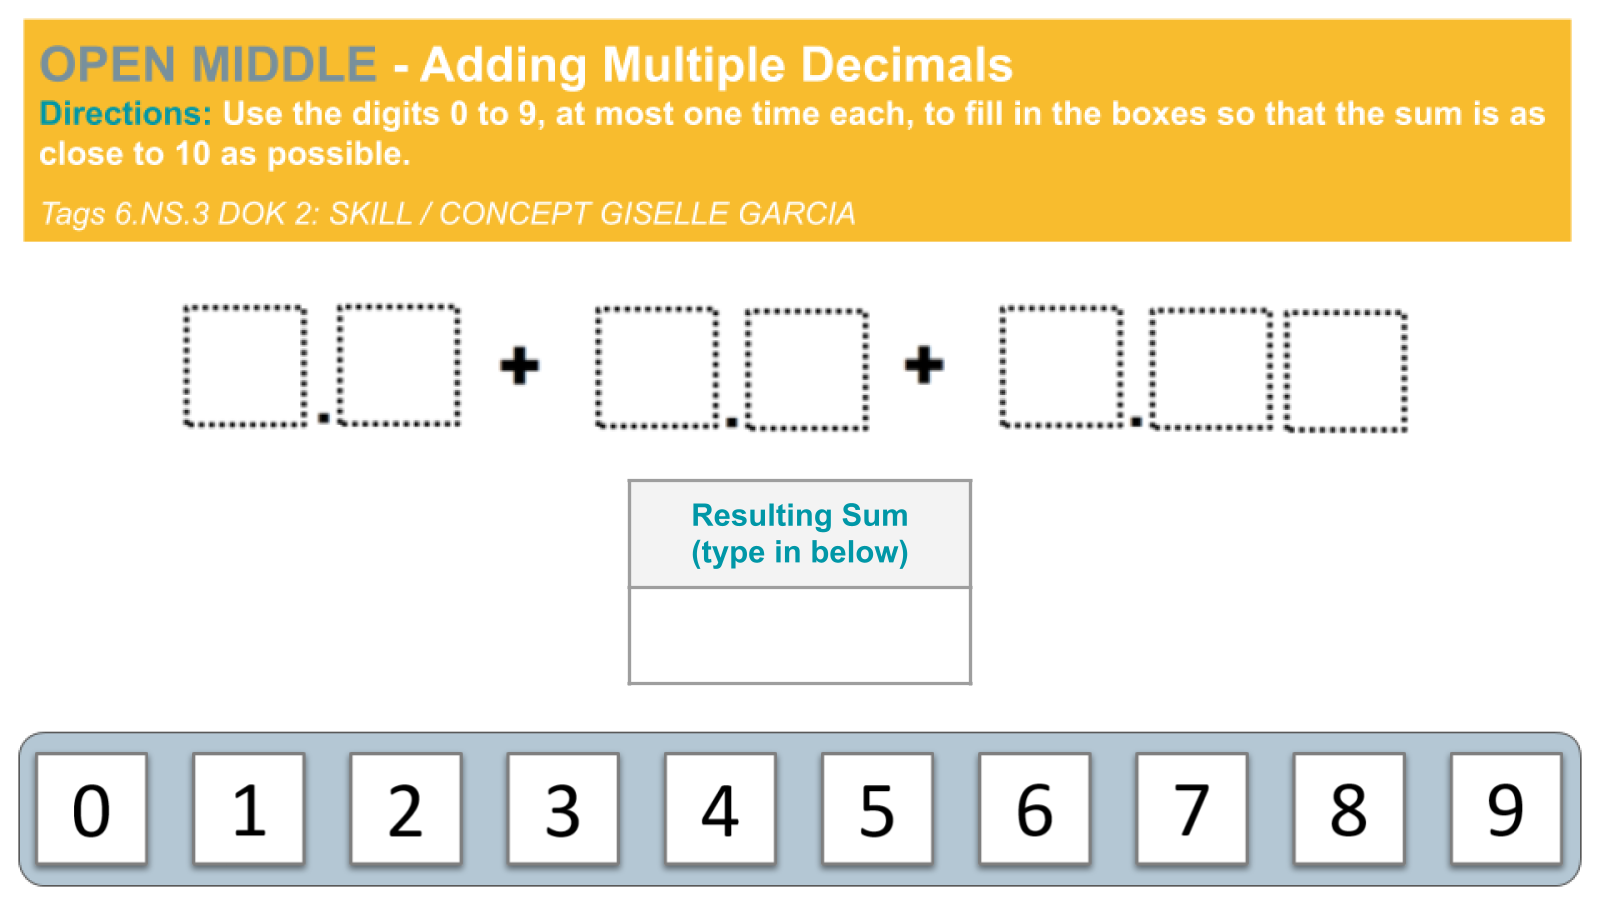 OPEN MIDDLE - Adding Multiple Decimals
Directions: Use the digits 0 to 9, at most one time each, to fill in the boxes so that the sum is as
close to 10 as possible.
Tags 6.NS.3 DOK 2: SKILL / CONCEPT GISELLE GARCIA
. + . + .
Resulting Sum
(type in below)
0 1 2 3 4 5 6 7 8 9